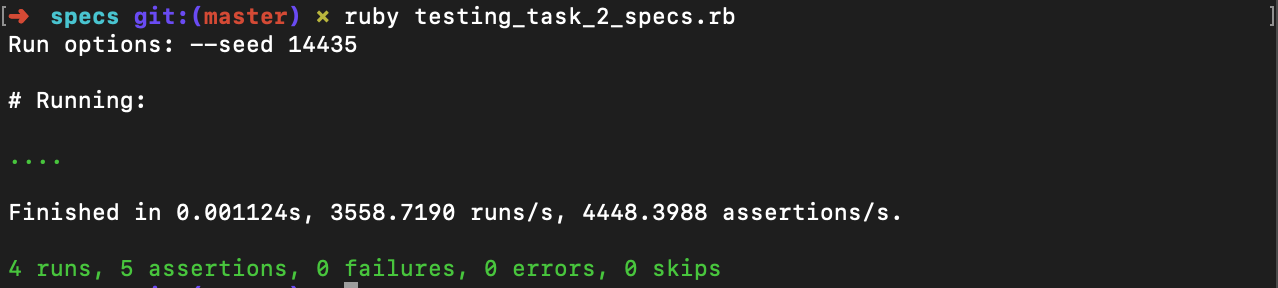 [➜ specs git:(master) × ruby testing_task_2_specs.rb ]
Run options: --seed 14435
# Running:
....
Finished in 0.001124s, 3558.7190 runs/s, 4448.3988 assertions/s.
4 runs, 5 assertions, 0 failures, 0 errors, 0 skips